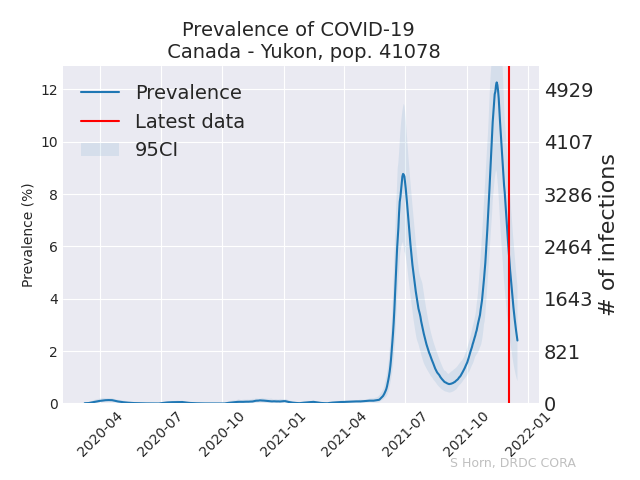 Prevalence of COVID-19
Canada - Yukon, pop. 41078
Prevalence
Latest data
95CI
Prevalence (%)
12
10
8
6
4
2
0
4929
4107
3286
2464
1643
821
0
# of infections
2020-04
2020-07
2020-10
2021-01
2021-04
2021-07
2021-10
2022-01
S Horn, DRDC CORA